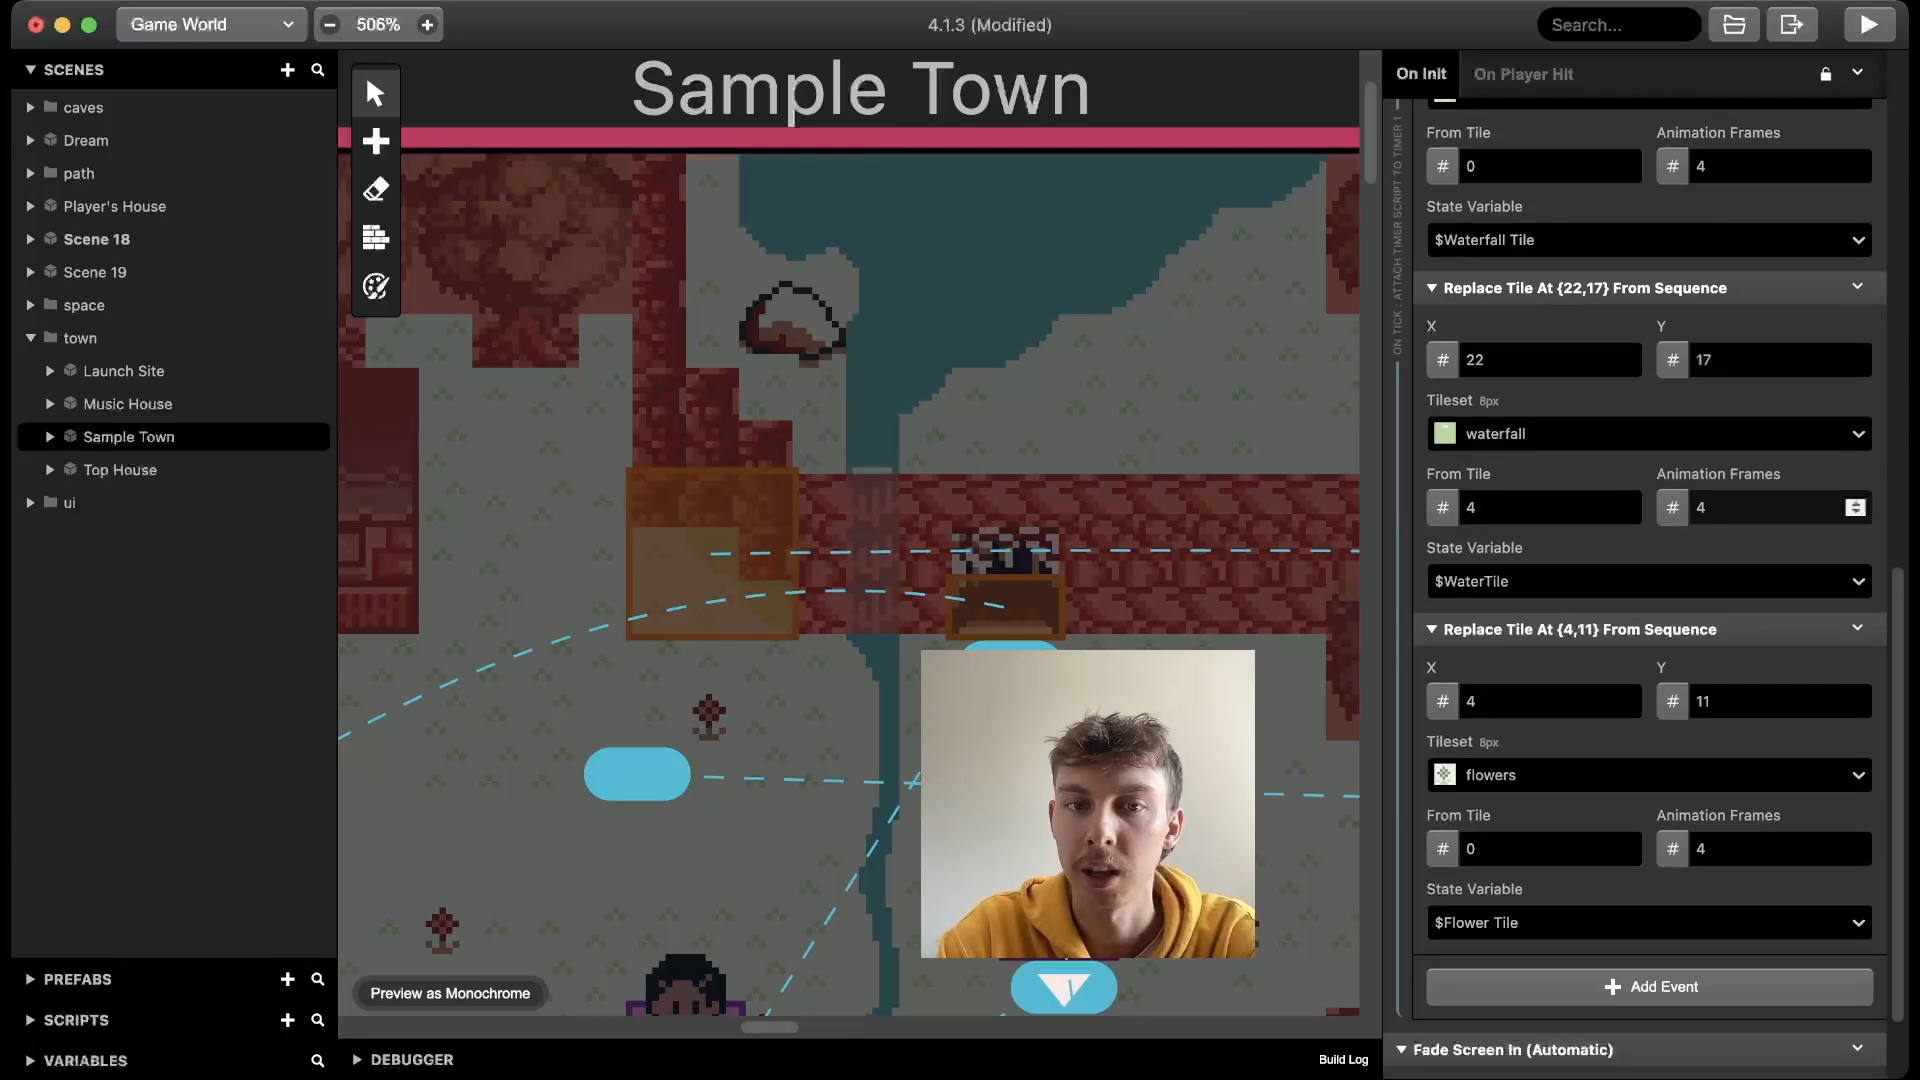 Game World
506%
4.1.3 (Modified)
Search...
SCENES
caves
Dream
path
Player's House
Scene 18
Scene 19
space
town
Launch Site
Music House
Sample Town
Top House
ui
PREFABS
SCRIPTS
VARIABLES
Sample Town
Preview as Monochrome
DEBUGGER
Build Log
On Init
On Player Hit
ON TICK : ATTACH TIMER SCRIPT TO TIMER 1
From Tile
Animation Frames
# 0
# 4
State Variable
$Waterfall Tile
Replace Tile At {22,17} From Sequence
X
Y
# 22
# 17
Tileset 8px
waterfall
From Tile
Animation Frames
# 4
# 4
State Variable
$WaterTile
Replace Tile At {4,11} From Sequence
X
Y
# 4
# 11
Tileset 8px
flowers
From Tile
Animation Frames
# 0
# 4
State Variable
$Flower Tile
Add Event
Fade Screen In (Automatic)